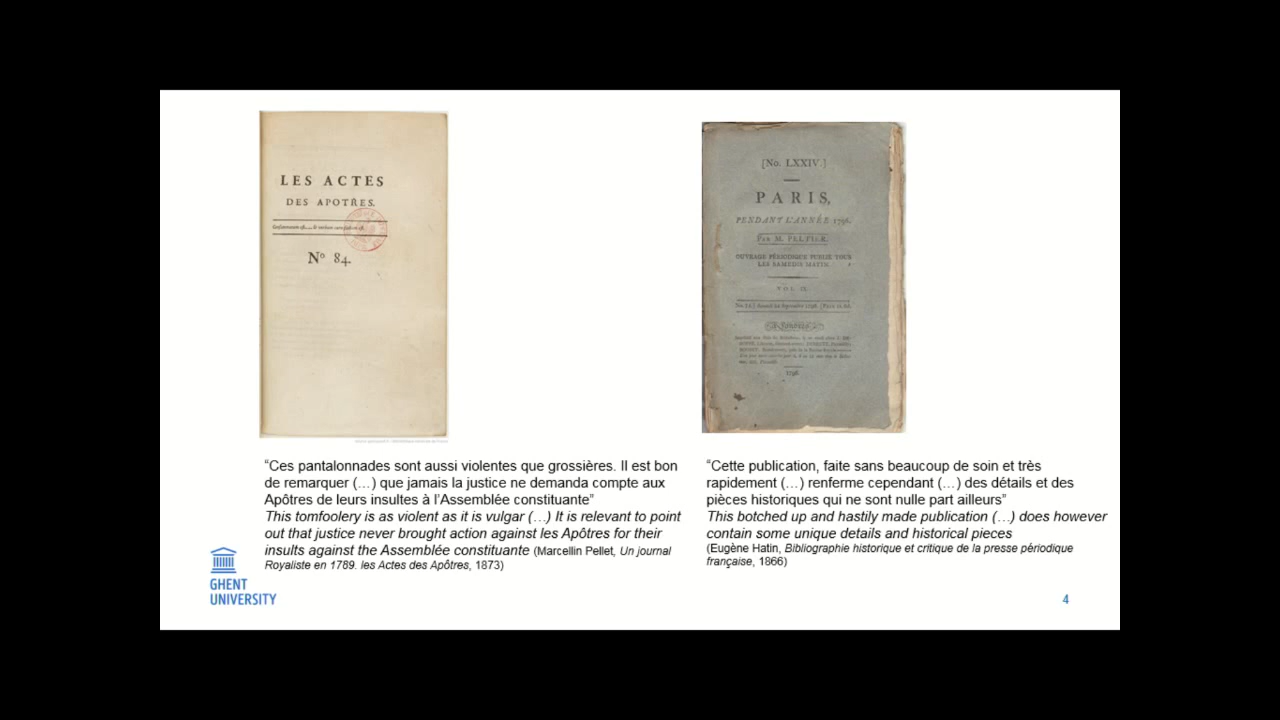 LES ACTES
DES APOTRES.
Nº 84.
[No. LXXIV.]
PARIS,
PENDANT L'ANNÉE 1796.
PAR M. PELTIER.
OUVRAGE PÉRIODIQUE PUBLIÉ TOUS
LES SAMEDIS MATIN.
VOL II.
1796.
“Ces pantalonnades sont aussi violentes que grossières. Il est bon
de remarquer (…) que jamais la justice ne demanda compte aux
Apôtres de leurs insultes à l’Assemblée constituante”
This tomfoolery is as violent as it is vulgar (…) It is relevant to point
out that justice never brought action against les Apôtres for their
insults against the Assemblée constituante (Marcellin Pellet, Un journal
Royaliste en 1789. les Actes des Apôtres, 1873)
“Cette publication, faite sans beaucoup de soin et très
rapidement (…) renferme cependant (…) des détails et des
pièces historiques qui ne sont nulle part ailleurs”
This botched up and hastily made publication (…) does however
contain some unique details and historical pieces
(Eugène Hatin, Bibliographie historique et critique de la presse périodique
française, 1866)
GHENT
UNIVERSITY
4